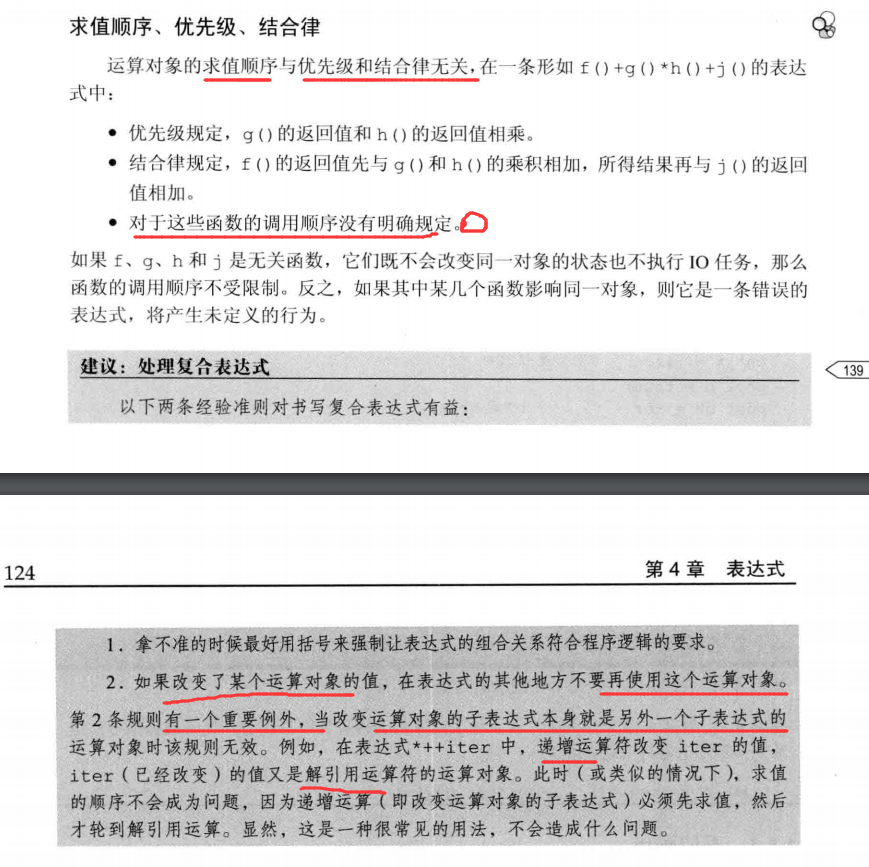 求值顺序、优先级、结合律
运算对象的求值顺序与优先级和结合律无关，在一条形如 f()+g()*h()+j()的表达
式中：
• 优先级规定，g()的返回值和 h()的返回值相乘。
• 结合律规定，f()的返回值先与 g()和 h()的乘积相加，所得结果再与 j()的返回
值相加。
• 对于这些函数的调用顺序没有明确规定。
如果 f、g、h 和 j 是无关函数，它们既不会改变同一对象的状态也不执行 IO 任务，那么
函数的调用顺序不受限制。反之，如果其中某几个函数影响同一对象，则它是一条错误的
表达式，将产生未定义的行为。
建议：处理复合表达式
139
以下两条经验准则对书写复合表达式有益：
124
第 4 章 表达式
1. 拿不准的时候最好用括号来强制让表达式的组合关系符合程序逻辑的要求。
2. 如果改变了某个运算对象的值，在表达式的其他地方不要再使用这个运算对象。
第 2 条规则有一个重要例外，当改变运算对象的子表达式本身就是另外一个子表达式的
运算对象时该规则无效。例如，在表达式*++iter 中，递增运算符改变 iter 的值，
iter（已经改变）的值又是解引用运算符的运算对象。此时（或类似的情况下），求值
的顺序不会成为问题，因为递增运算（即改变运算对象的子表达式）必须先求值，然后
才轮到解引用运算。显然，这是一种很常见的用法，不会造成什么问题。